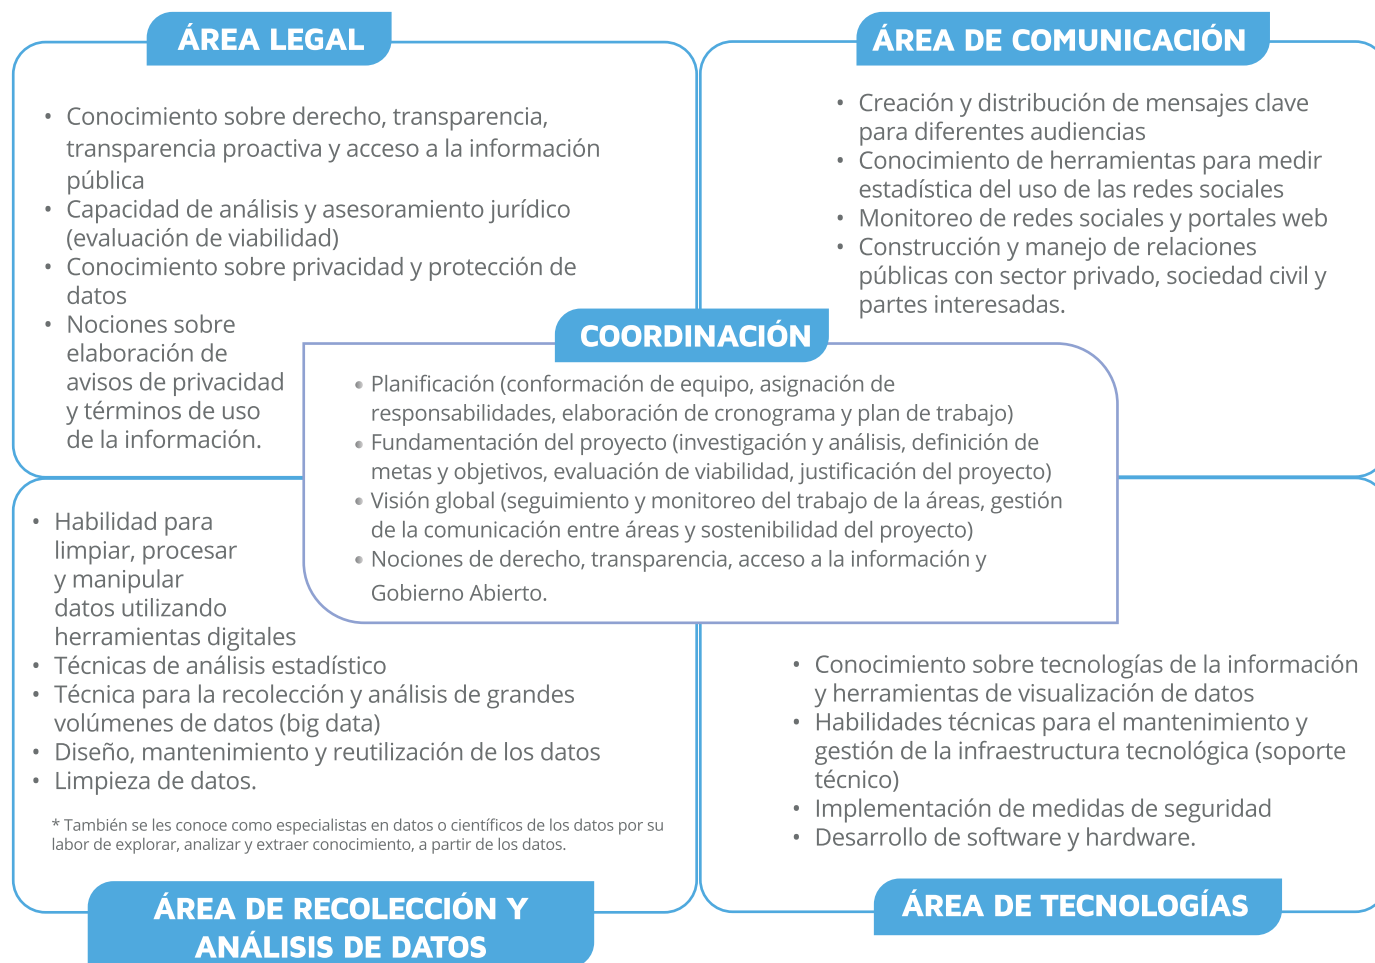 ÁREA LEGAL
• Conocimiento sobre derecho, transparencia,
transparencia proactiva y acceso a la información
pública
• Capacidad de análisis y asesoramiento jurídico
(evaluación de viabilidad)
• Conocimiento sobre privacidad y protección de
datos
• Nociones sobre
elaboración de
avisos de privacidad
y términos de uso
de la información.
ÁREA DE COMUNICACIÓN
• Creación y distribución de mensajes clave
para diferentes audiencias
• Conocimiento de herramientas para medir
estadística del uso de las redes sociales
• Monitoreo de redes sociales y portales web
• Construcción y manejo de relaciones
públicas con sector privado, sociedad civil y
partes interesadas.
COORDINACIÓN
• Planificación (conformación de equipo, asignación de
responsabilidades, elaboración de cronograma y plan de trabajo)
• Fundamentación del proyecto (investigación y análisis, definición de
metas y objetivos, evaluación de viabilidad, justificación del proyecto)
• Visión global (seguimiento y monitoreo del trabajo de la áreas, gestión
de la comunicación entre áreas y sostenibilidad del proyecto)
• Nociones de derecho, transparencia, acceso a la información y
Gobierno Abierto.
• Habilidad para
limpiar, procesar
y manipular
datos utilizando
herramientas digitales
• Técnicas de análisis estadístico
• Técnica para la recolección y análisis de grandes
volúmenes de datos (big data)
• Diseño, mantenimiento y reutilización de los datos
• Limpieza de datos.
* También se les conoce como especialistas en datos o científicos de los datos por su
labor de explorar, analizar y extraer conocimiento, a partir de los datos.
ÁREA DE RECOLECCIÓN Y
ANÁLISIS DE DATOS
• Conocimiento sobre tecnologías de la información
y herramientas de visualización de datos
• Habilidades técnicas para el mantenimiento y
gestión de la infraestructura tecnológica (soporte
técnico)
• Implementación de medidas de seguridad
• Desarrollo de software y hardware.
ÁREA DE TECNOLOGÍAS